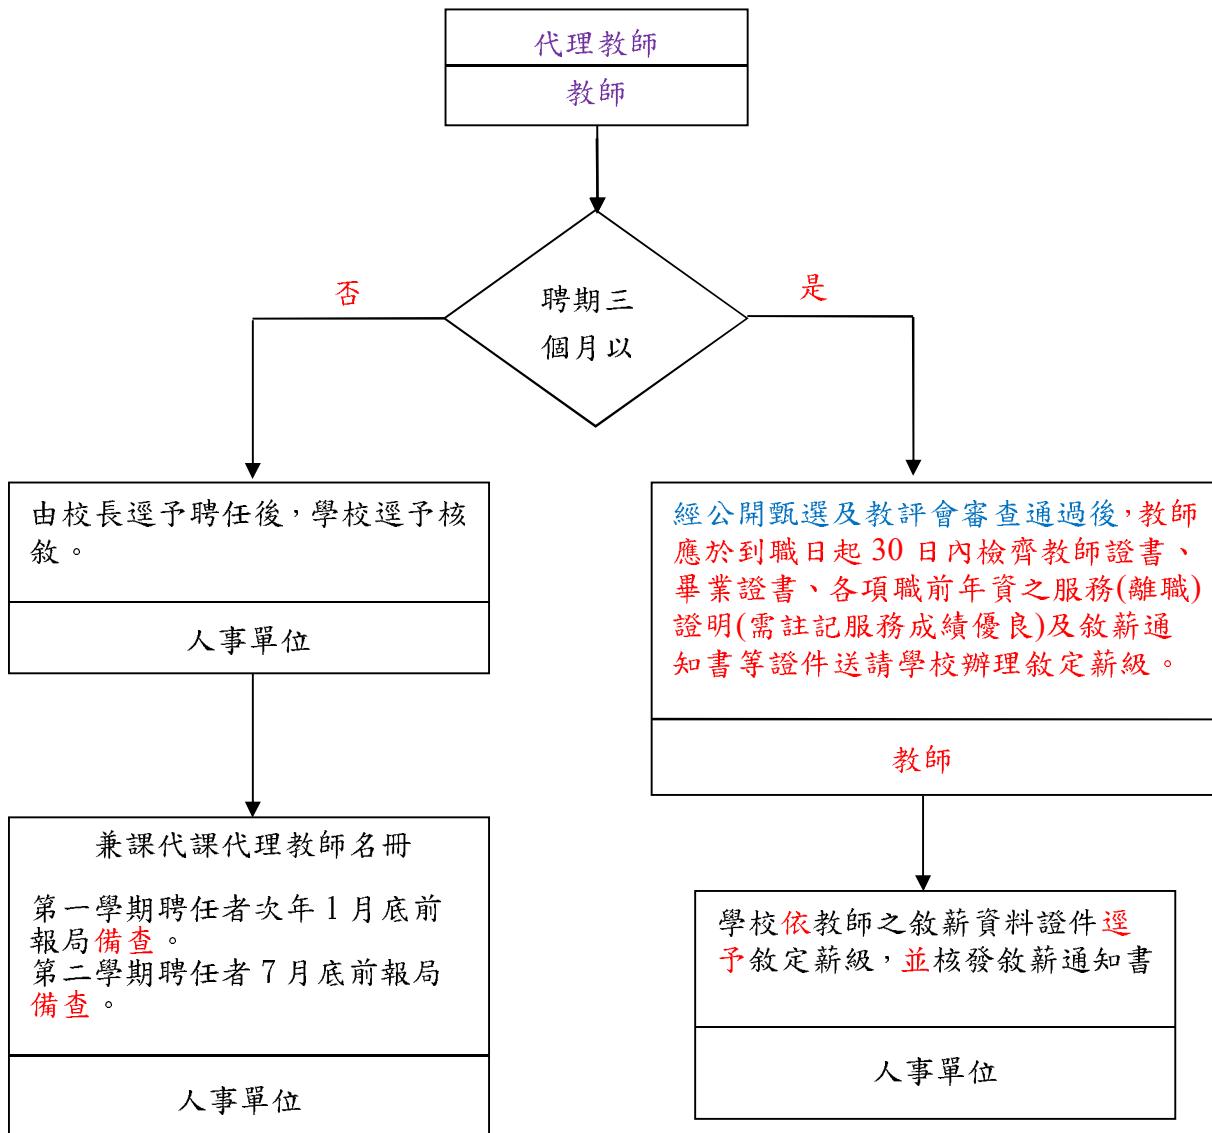 代理教師
教師
否
是
聘期三
個月以
由校長逕予聘任後，學校逕予核
敘。
人事單位
經公開甄選及教評會審查通過後，教師
應於到職日起 30 日內檢齊教師證書、
畢業證書、各項職前年資之服務(離職)
證明(需註記服務成績優良)及敘薪通
知書等證件送請學校辦理敘定薪級。
教師
兼課代課代理教師名冊
第一學期聘任者次年 1 月底前
報局備查。
第二學期聘任者 7 月底前報局
備查。
人事單位
學校依教師之敘薪資料證件逕
予敘定薪級，並核發敘薪通知書
人事單位